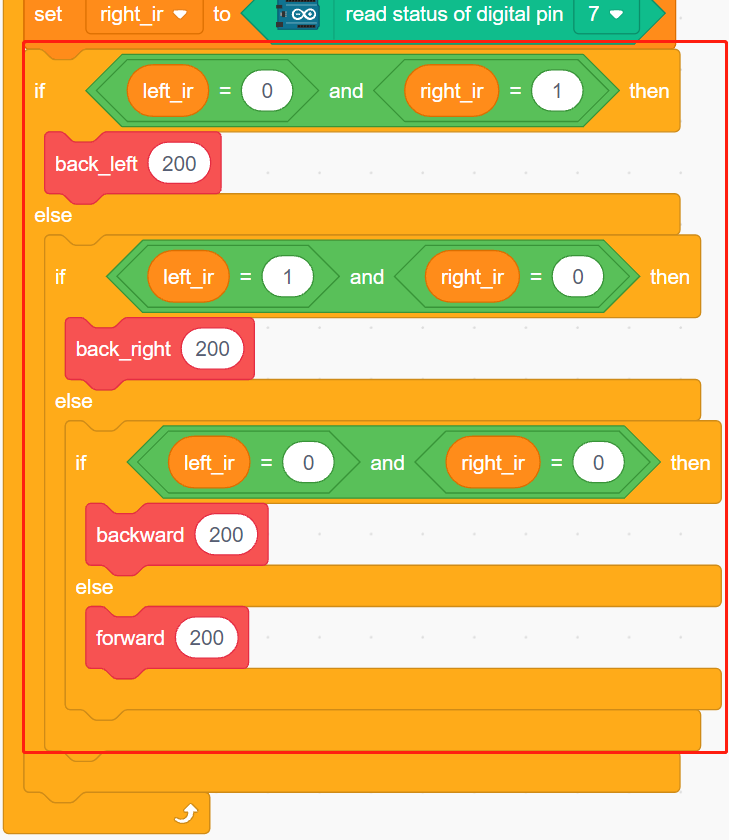 set right_ir to read status of digital pin 7
if left_ir = 0 and right_ir = 1 then
back_left 200
else
if left_ir = 1 and right_ir = 0 then
back_right 200
else
if left_ir = 0 and right_ir = 0 then
backward 200
else
forward 200